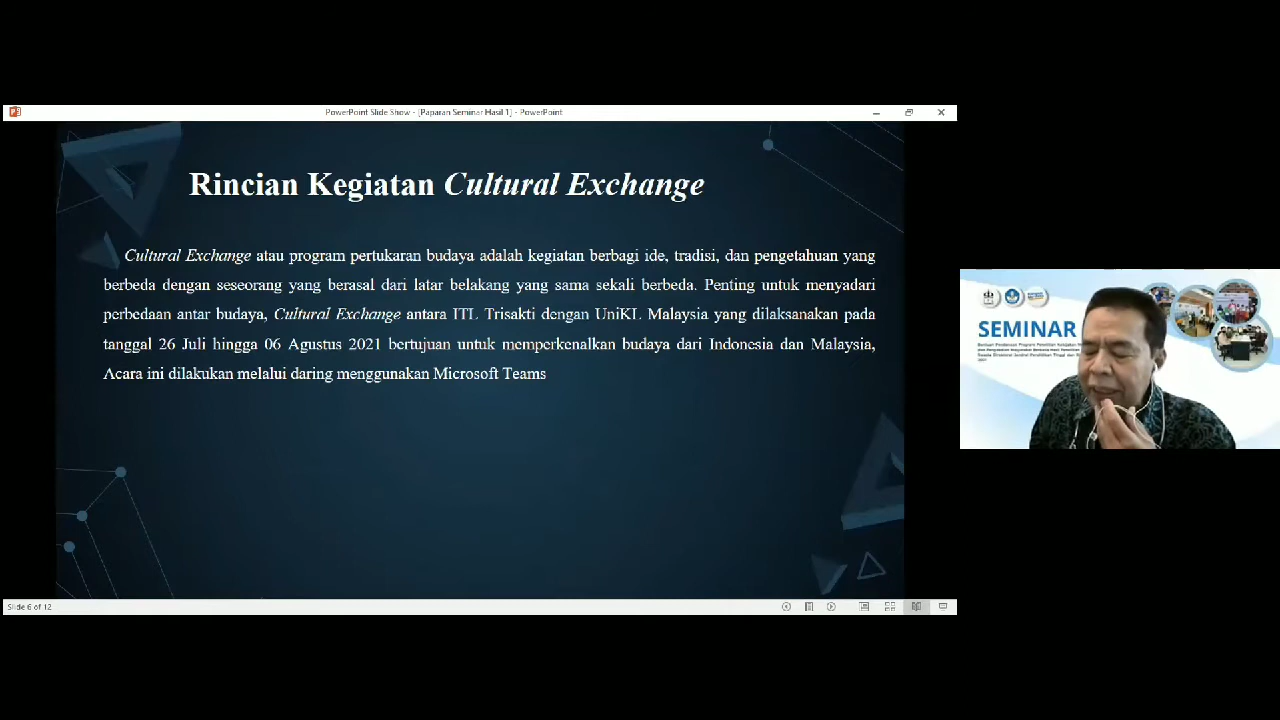 PowerPoint Slide Show - [Paparan Seminar Hasil 1] - PowerPoint
Rincian Kegiatan Cultural Exchange
Cultural Exchange atau program pertukaran budaya adalah kegiatan berbagi ide, tradisi, dan pengetahuan yang
berbeda dengan seseorang yang berasal dari latar belakang yang sama sekali berbeda. Penting untuk menyadari
perbedaan antar budaya, Cultural Exchange antara ITL Trisakti dengan UniKL Malaysia yang dilaksanakan pada
tanggal 26 Juli hingga 06 Agustus 2021 bertujuan untuk memperkenalkan budaya dari Indonesia dan Malaysia,
Acara ini dilakukan melalui daring menggunakan Microsoft Teams
Slide 6 of 12
SEMINAR